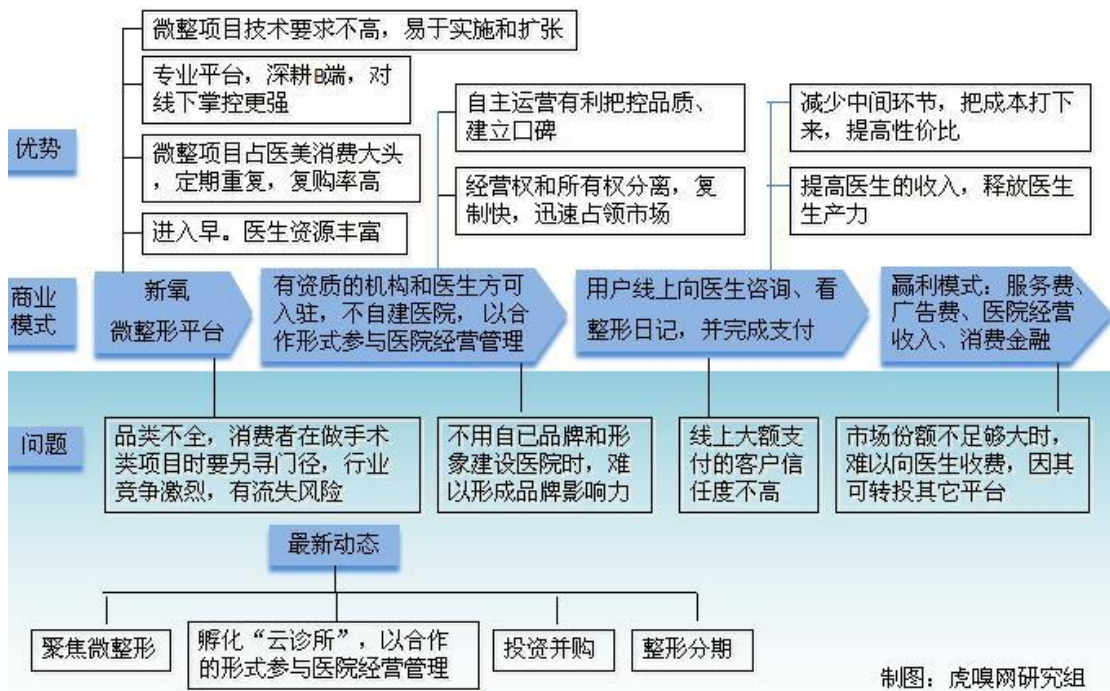 微整项目技术要求不高，易于实施和扩张
专业平台，深耕B端，对
线下掌控更强
微整项目占医美消费大头
，定期重复，复购率高
进入早。医生资源丰富
自主运营有利把控品质、
建立口碑
经营权和所有权分离，复
制快，迅速占领市场
减少中间环节，把成本打下
来，提高性价比
提高医生的收入，释放医生
生产力
优势
商业
模式
新氧
微整形平台
有资质的机构和医生方可
入驻，不自建医院，以合
作形式参与医院经营管理
用户线上向医生咨询、看
整形日记，并完成支付
赢利模式：服务费、
广告费、医院经营
收入、消费金融
问题
品类不全，消费者在做手术
类项目时要另寻门径，行业
竞争激烈，有流失风险
不用自已品牌和形
象建设医院时，难
以形成品牌影响力
线上大额支
付的客户信
任度不高
市场份额不足够大时，
难以向医生收费，因其
可转投其它平台
最新动态
聚焦微整形
孵化“云诊所”，以合作
的形式参与医院经营管理
投资并购
整形分期
制图：虎嗅网研究组